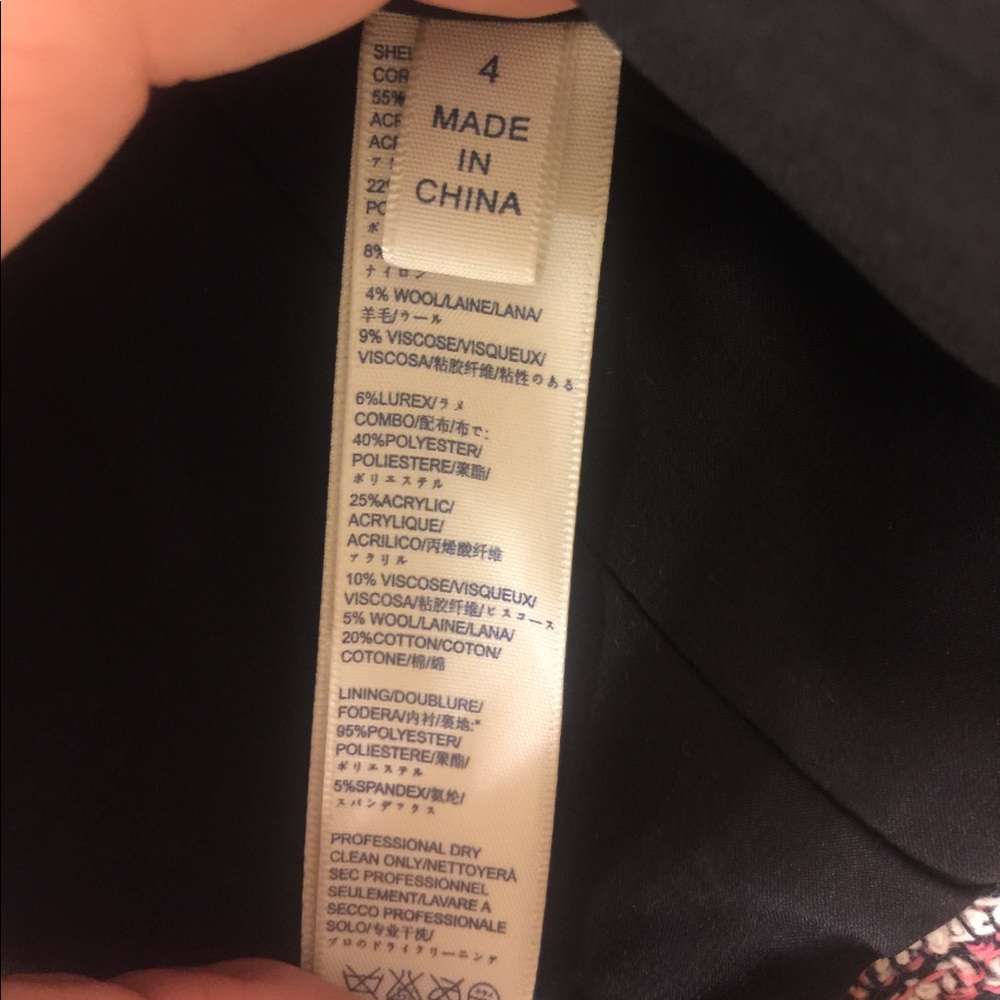 4
MADE
IN
CHINA
55%
8%
ナイロン
4% WOOL/LAINE/LANA/
羊毛/ウール
9% VISCOSE/VISQUEUX/
VISCOSA/粘胶纤维/粘性のある
6%LUREX/ラメ
COMBO/配布/布で:
40%POLYESTER/
POLIESTERE/聚酯/
ポリエステル
25%ACRYLIC/
ACRYLIQUE/
ACRILICO/丙烯酸纤维
アクリル
10% VISCOSE/VISQUEUX/
VISCOSA/粘胶纤维/ビスコース
5% WOOL/LAINE/LANA/
20%COTTON/COTON/
COTONE/棉/綿
LINING/DOUBLURE/
FODERA/内衬/裏地:"
95%POLYESTER/
POLIESTERE/聚酯/
ポリエステル
5%SPANDEX/氨纶/
スパンデックス
PROFESSIONAL DRY
CLEAN ONLY/NETTOYERÀ
SEC PROFESSIONNEL
SEULEMENT/LAVARE A
SECCO PROFESSIONALE
SOLO/专业干洗/
プロのドライクリーニング